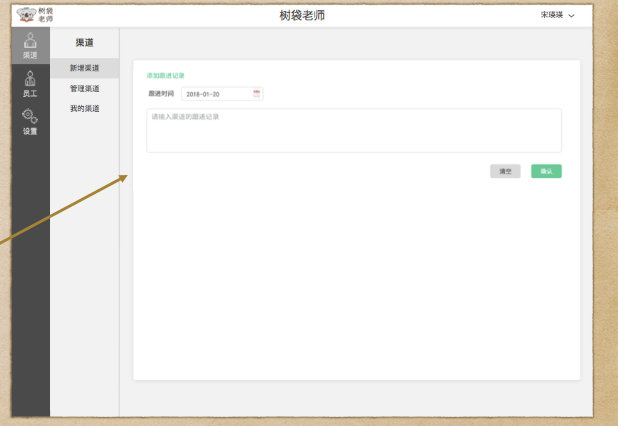 树袋
老师
树袋老师
宋瑛瑛
渠道
员工
设置
渠道
新增渠道
管理渠道
我的渠道
添加跟进记录
跟进时间 2018-01-20
请输入渠道的跟进记录
清空 确认